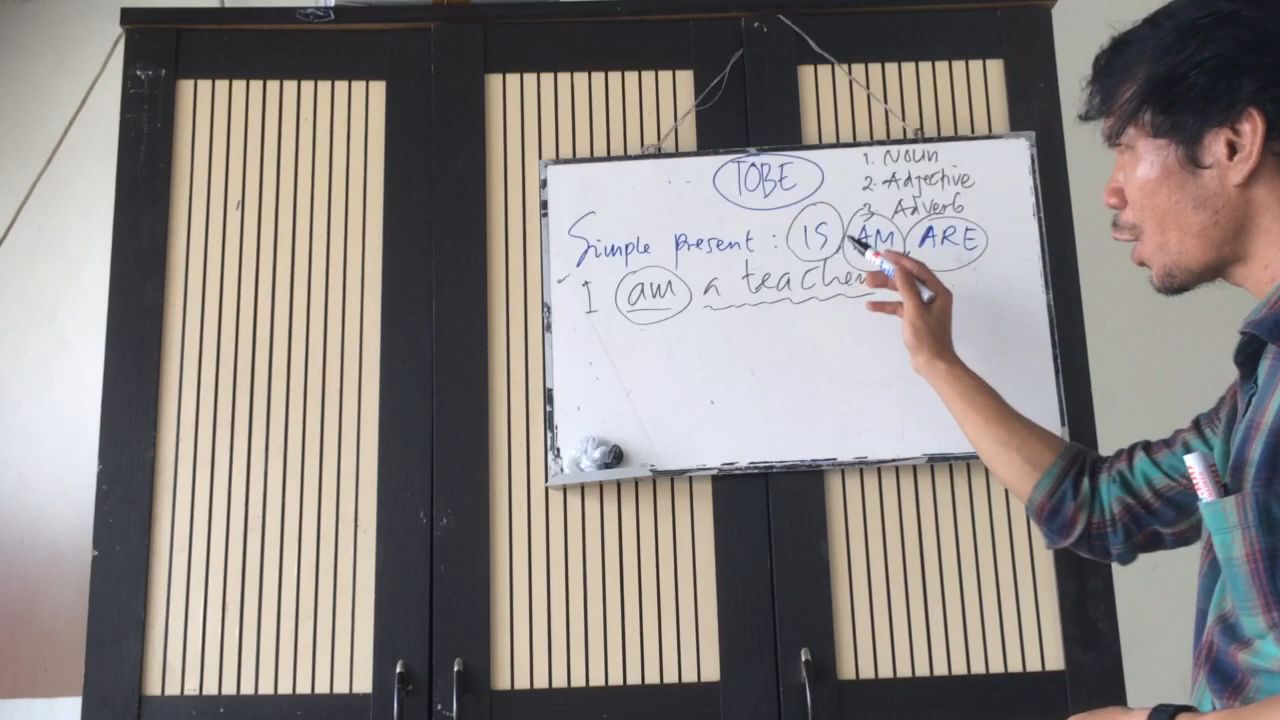 TOBE
1. Noun
2. Adjective
3. Adverb
Simple present : IS AM ARE
I am a teacher